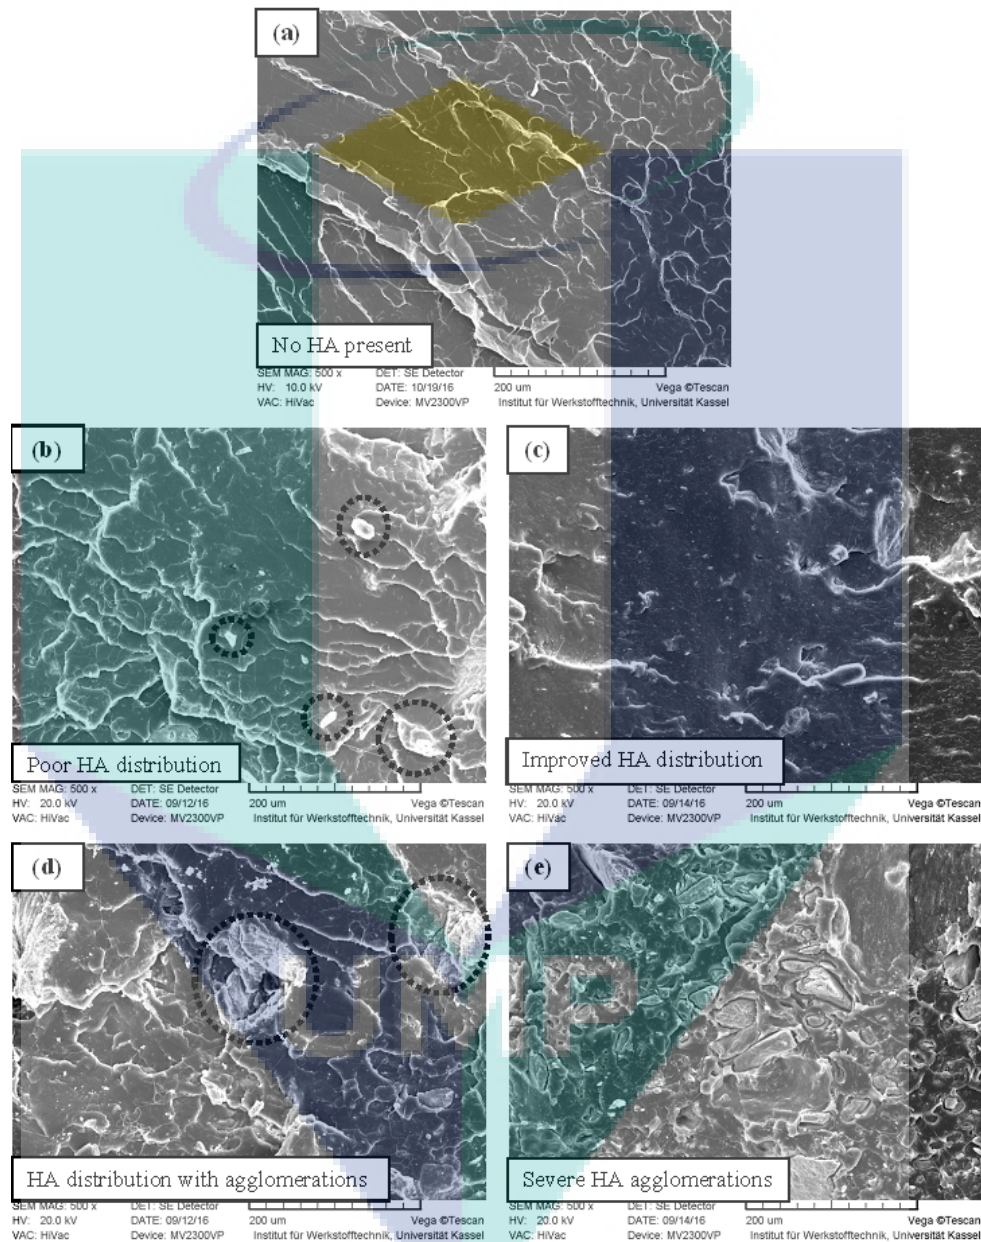 (a)
No HA present
SEM MAG: 500 x DET: SE Detector
HV: 10.0 kV DATE: 10/19/16 200 um Vega ©Tescan
VAC: HiVac Device: MV2300VP Institut für Werkstofftechnik, Universität Kassel
(b)
Poor HA distribution
SEM MAG: 500 x DET: SE Detector
HV: 20.0 kV DATE: 09/12/16 200 um Vega ©Tescan
VAC: HiVac Device: MV2300VP Institut für Werkstofftechnik, Universität Kassel
(c)
Improved HA distribution
SEM MAG: 500 x DET: SE Detector
HV: 20.0 kV DATE: 09/14/16 200 um Vega ©Tescan
VAC: HiVac Device: MV2300VP Institut für Werkstofftechnik, Universität Kassel
(d)
HA distribution with agglomerations
SEM MAG: 500 x DET: SE Detector
HV: 20.0 kV DATE: 09/12/16 200 um Vega ©Tescan
VAC: HiVac Device: MV2300VP Institut für Werkstofftechnik, Universität Kassel
(e)
Severe HA agglomerations
SEM MAG: 500 x DET: SE Detector
HV: 20.0 kV DATE: 09/14/16 200 um Vega ©Tescan
VAC: HiVac Device: MV2300VP Institut für Werkstofftechnik, Universität Kassel
UMP